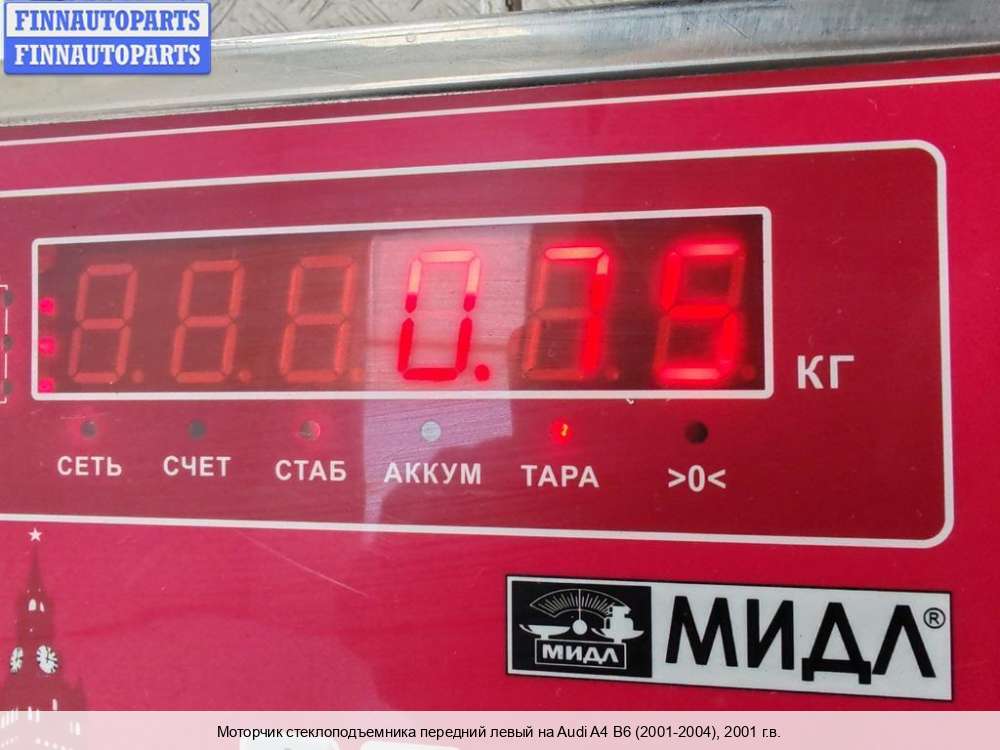 FINNAUTOPARTS
FINNAUTOPARTS
0.75
КГ
СЕТЬ СЧЕТ СТАБ АККУМ ТАРА >0<
МИДЛ МИДЛ®
Моторчик стеклоподъемника передний левый на Audi A4 B6 (2001-2004), 2001 г.в.